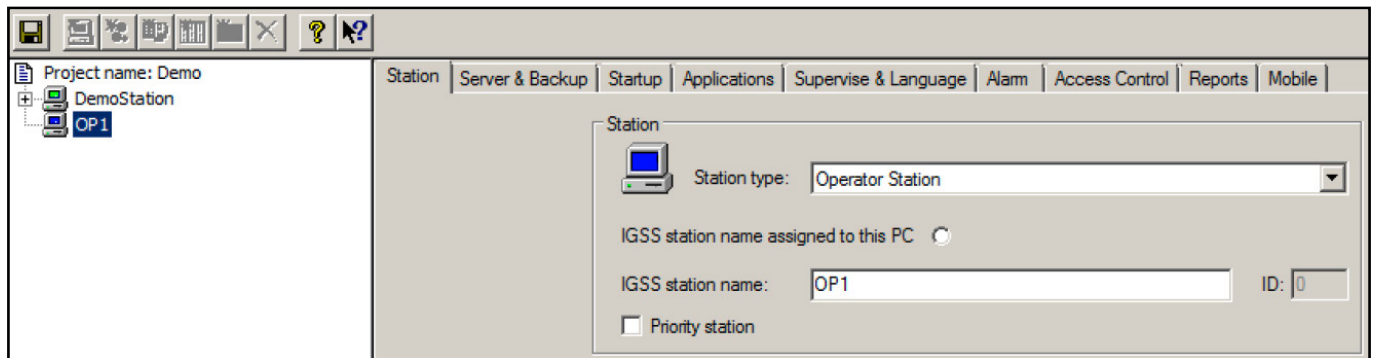 Project name: Demo
DemoStation
OP1
Station Server & Backup Startup Applications Supervise & Language Alarm Access Control Reports Mobile
Station
Station type: Operator Station
IGSS station name assigned to this PC
IGSS station name: OP1 ID: 0
Priority station